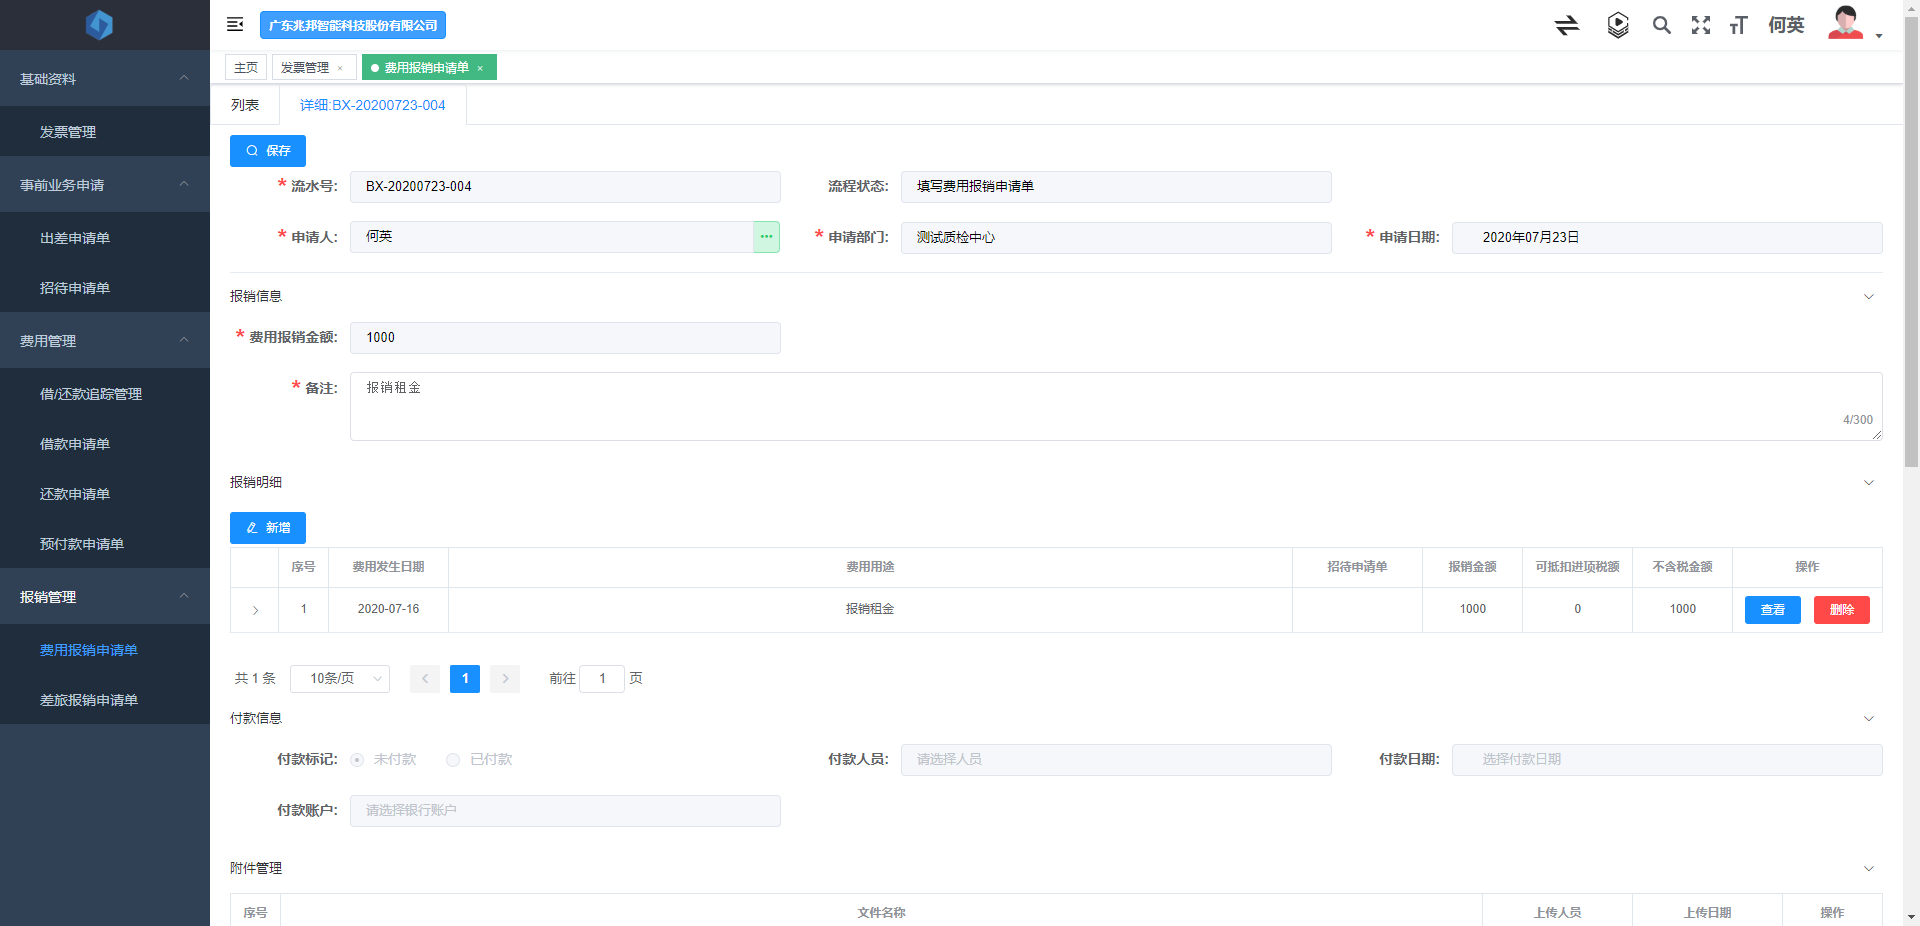 广东兆邦智能科技股份有限公司
何英
主页
发票管理 ×
费用报销申请单 ×
列表
详细:BX-20200723-004
基础资料
发票管理
事前业务申请
出差申请单
招待申请单
费用管理
借/还款追踪管理
借款申请单
还款申请单
预付款申请单
报销管理
费用报销申请单
差旅报销申请单
保存
* 流水号: BX-20200723-004
流程状态: 填写费用报销申请单
* 申请人: 何英
* 申请部门: 测试质检中心
* 申请日期: 2020年07月23日
报销信息
* 费用报销金额: 1000
* 备注: 报销租金
4/300
报销明细
新增
序号 费用发生日期 费用用途 招待申请单 报销金额 可抵扣进项税额 不含税金额 操作
1 2020-07-16 报销租金 1000 0 1000 查看 删除
共 1 条 10条/页 1 前往 1 页
付款信息
付款标记: 未付款 已付款
付款人员: 请选择人员
付款日期: 选择付款日期
付款账户: 请选择银行账户
附件管理
序号 文件名称 上传人员 上传日期 操作